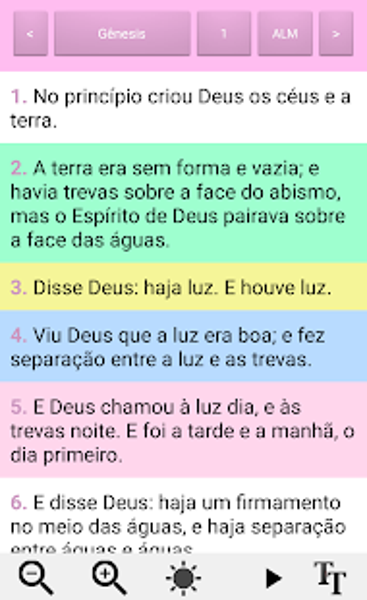 < Gênesis 1 ALM >
1. No princípio criou Deus os céus e a
terra.
2. A terra era sem forma e vazia; e
havia trevas sobre a face do abismo,
mas o Espírito de Deus pairava sobre
a face das águas.
3. Disse Deus: haja luz. E houve luz.
4. Viu Deus que a luz era boa; e fez
separação entre a luz e as trevas.
5. E Deus chamou à luz dia, e às
trevas noite. E foi a tarde e a manhã, o
dia primeiro.
6. E disse Deus: haja um firmamento
no meio das águas, e haja separação
entre águas e águas
TT